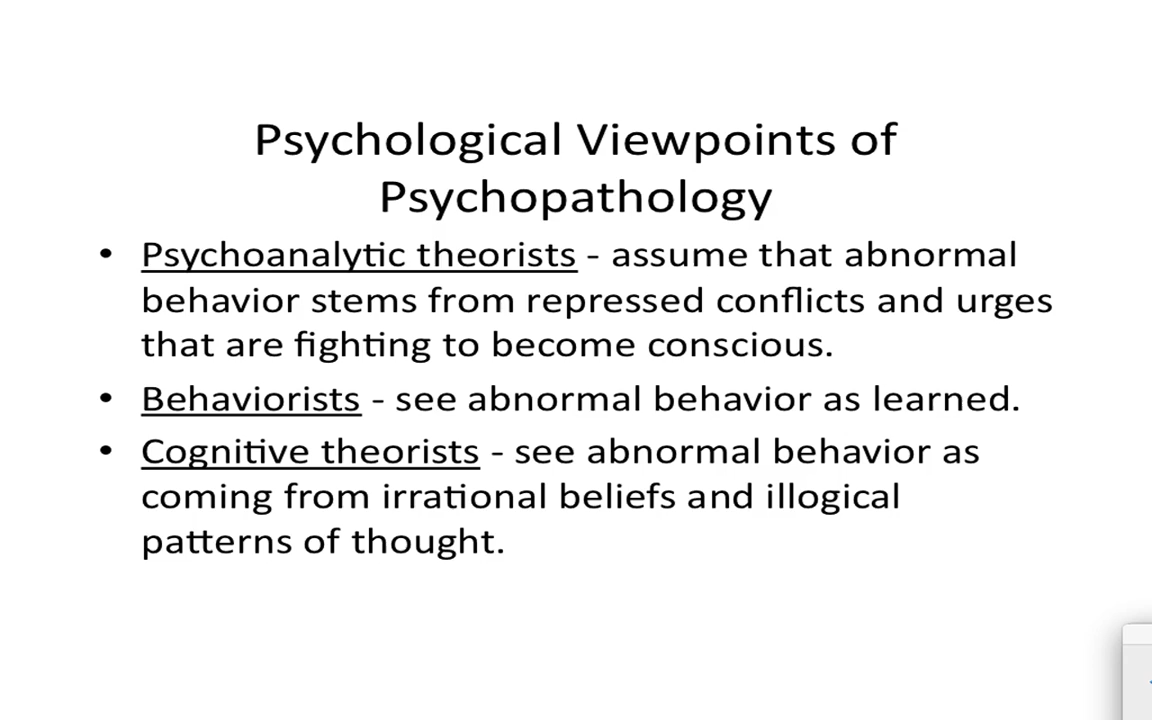 Psychological Viewpoints of
Psychopathology
• Psychoanalytic theorists - assume that abnormal
behavior stems from repressed conflicts and urges
that are fighting to become conscious.
• Behaviorists - see abnormal behavior as learned.
• Cognitive theorists - see abnormal behavior as
coming from irrational beliefs and illogical
patterns of thought.